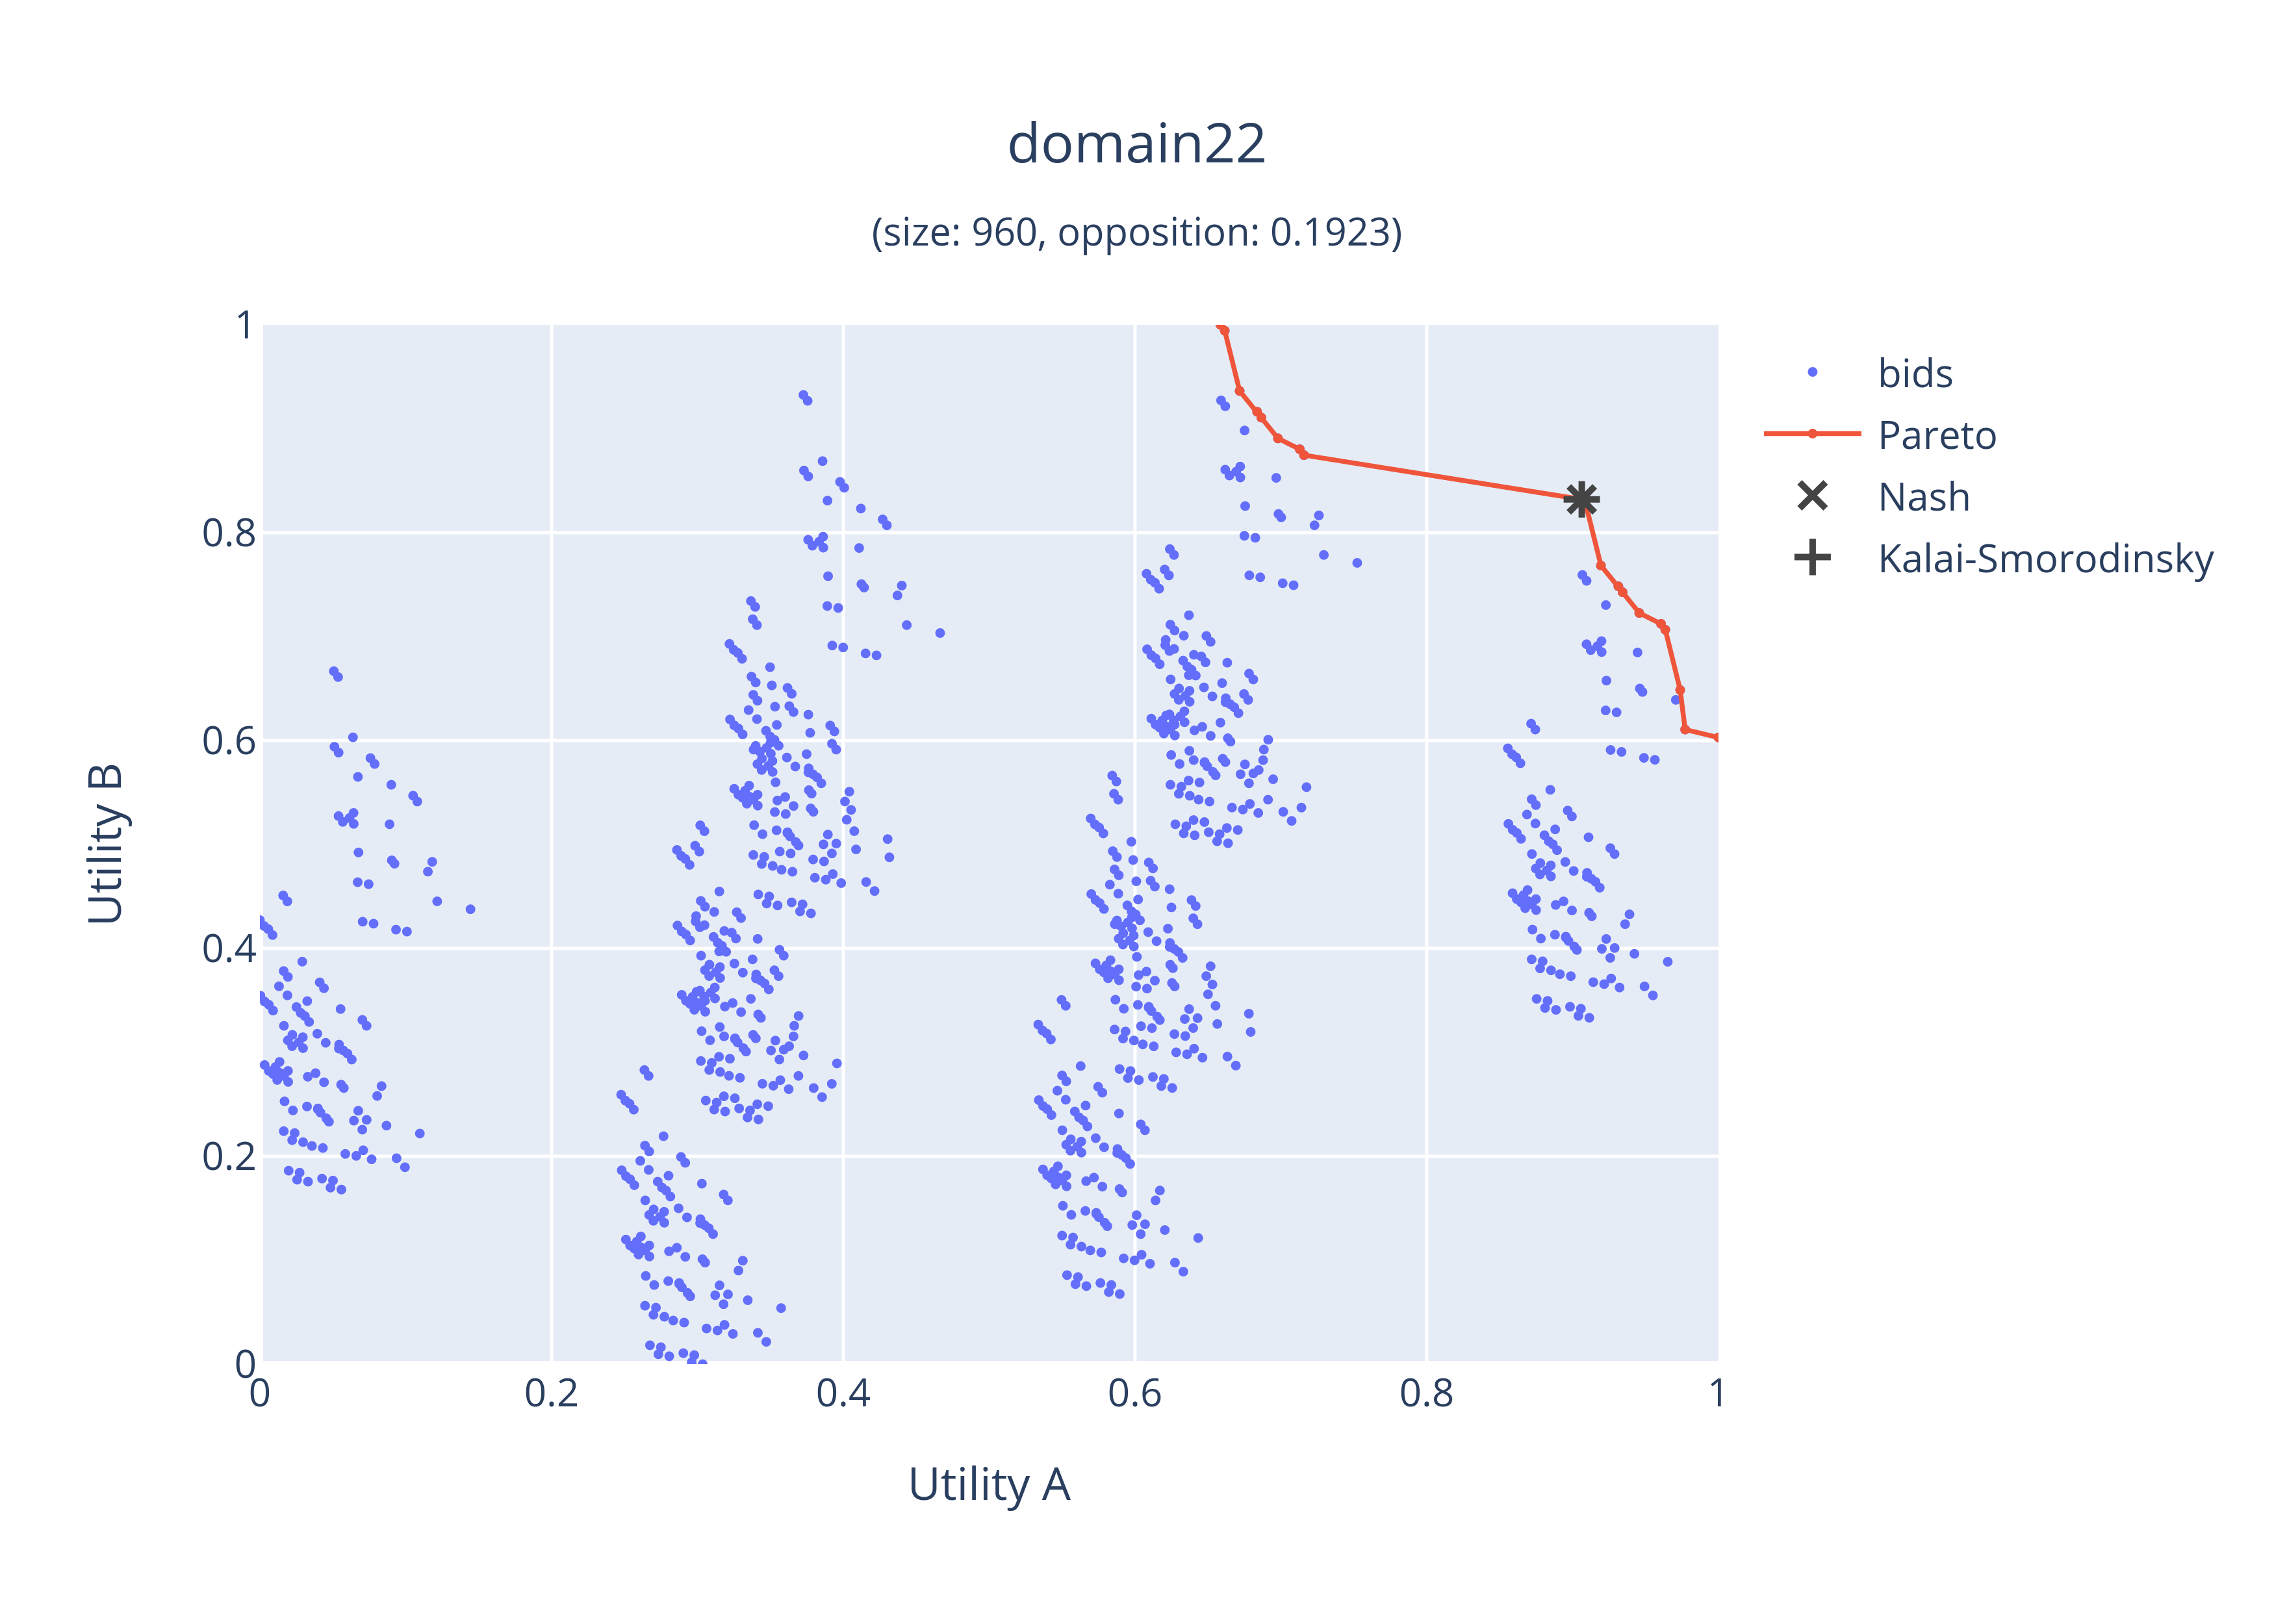 domain22
(size: 960, opposition: 0.1923)
1
0.8
0.6
0.4
0.2
0
0
0.2
0.4
0.6
0.8
1
Utility A
Utility B
bids
Pareto
Nash
Kalai-Smorodinsky